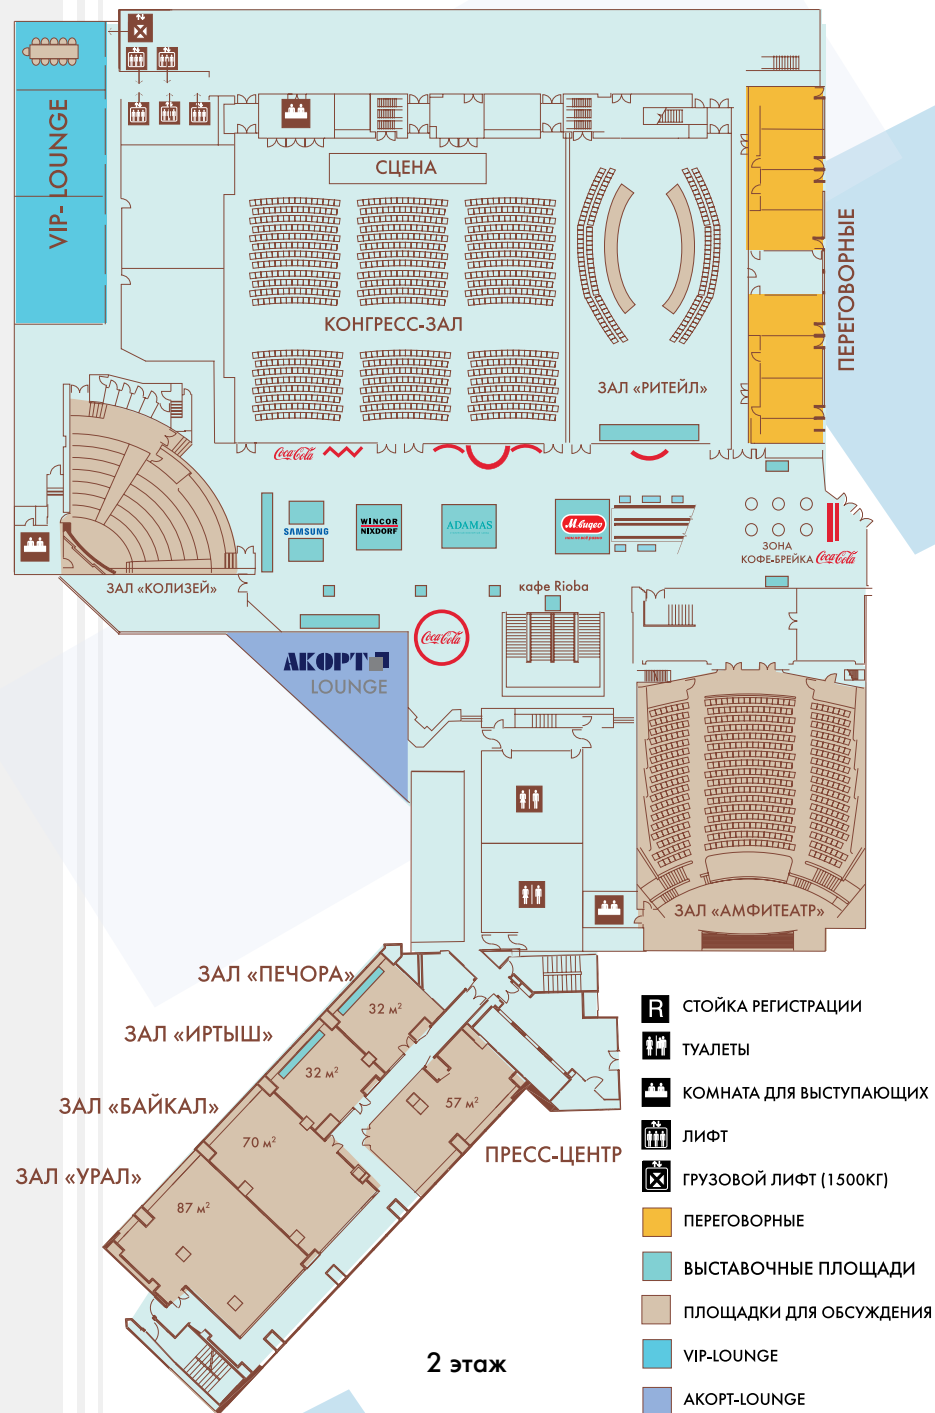 VIP- LOUNGE
СЦЕНА
КОНГРЕСС-ЗАЛ
ЗАЛ «РИТЕЙЛ»
ПЕРЕГОВОРНЫЕ
Coca-Cola
SAMSUNG
WINCOR
NIXDORF
ADAMAS
М.видео
ЗОНА
КОФЕ-БРЕЙКА
Coca-Cola
ЗАЛ «КОЛИЗЕЙ»
кафе Rioba
Coca-Cola
АКОРТ
LOUNGE
ЗАЛ «АМФИТЕАТР»
ЗАЛ «ПЕЧОРА»
32 м²
ЗАЛ «ИРТЫШ»
32 м²
ЗАЛ «БАЙКАЛ»
70 м²
57 м²
ПРЕСС-ЦЕНТР
ЗАЛ «УРАЛ»
87 м²
R СТОЙКА РЕГИСТРАЦИИ
ТУАЛЕТЫ
КОМНАТА ДЛЯ ВЫСТУПАЮЩИХ
ЛИФТ
ГРУЗОВОЙ ЛИФТ (1500КГ)
ПЕРЕГОВОРНЫЕ
ВЫСТАВОЧНЫЕ ПЛОЩАДИ
ПЛОЩАДКИ ДЛЯ ОБСУЖДЕНИЯ
VIP-LOUNGE
АКОРТ-LOUNGE
2 этаж